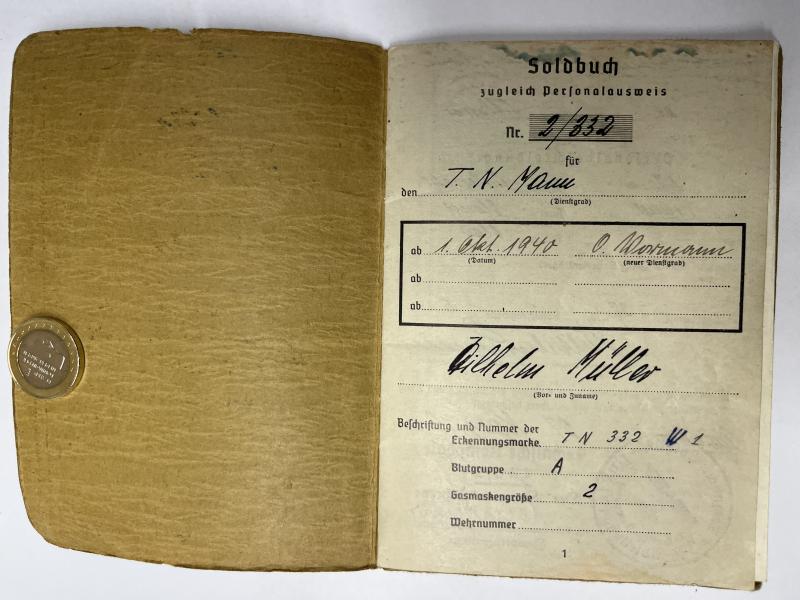 Soldbuch
zugleich Personalausweis
Nr. 2/332
für
den T. N. Mann
(Dienstgrad)
ab 1. Okt. 1940 O. Vormann
(Datum) (neuer Dienstgrad)
ab
ab
Wilhelm Müller
(Vor- und Zuname)
Beschriftung und Nummer der
Erkennungsmarke T N 332 W 1
Blutgruppe A
Gasmaskengröße 2
Wehrnummer
1